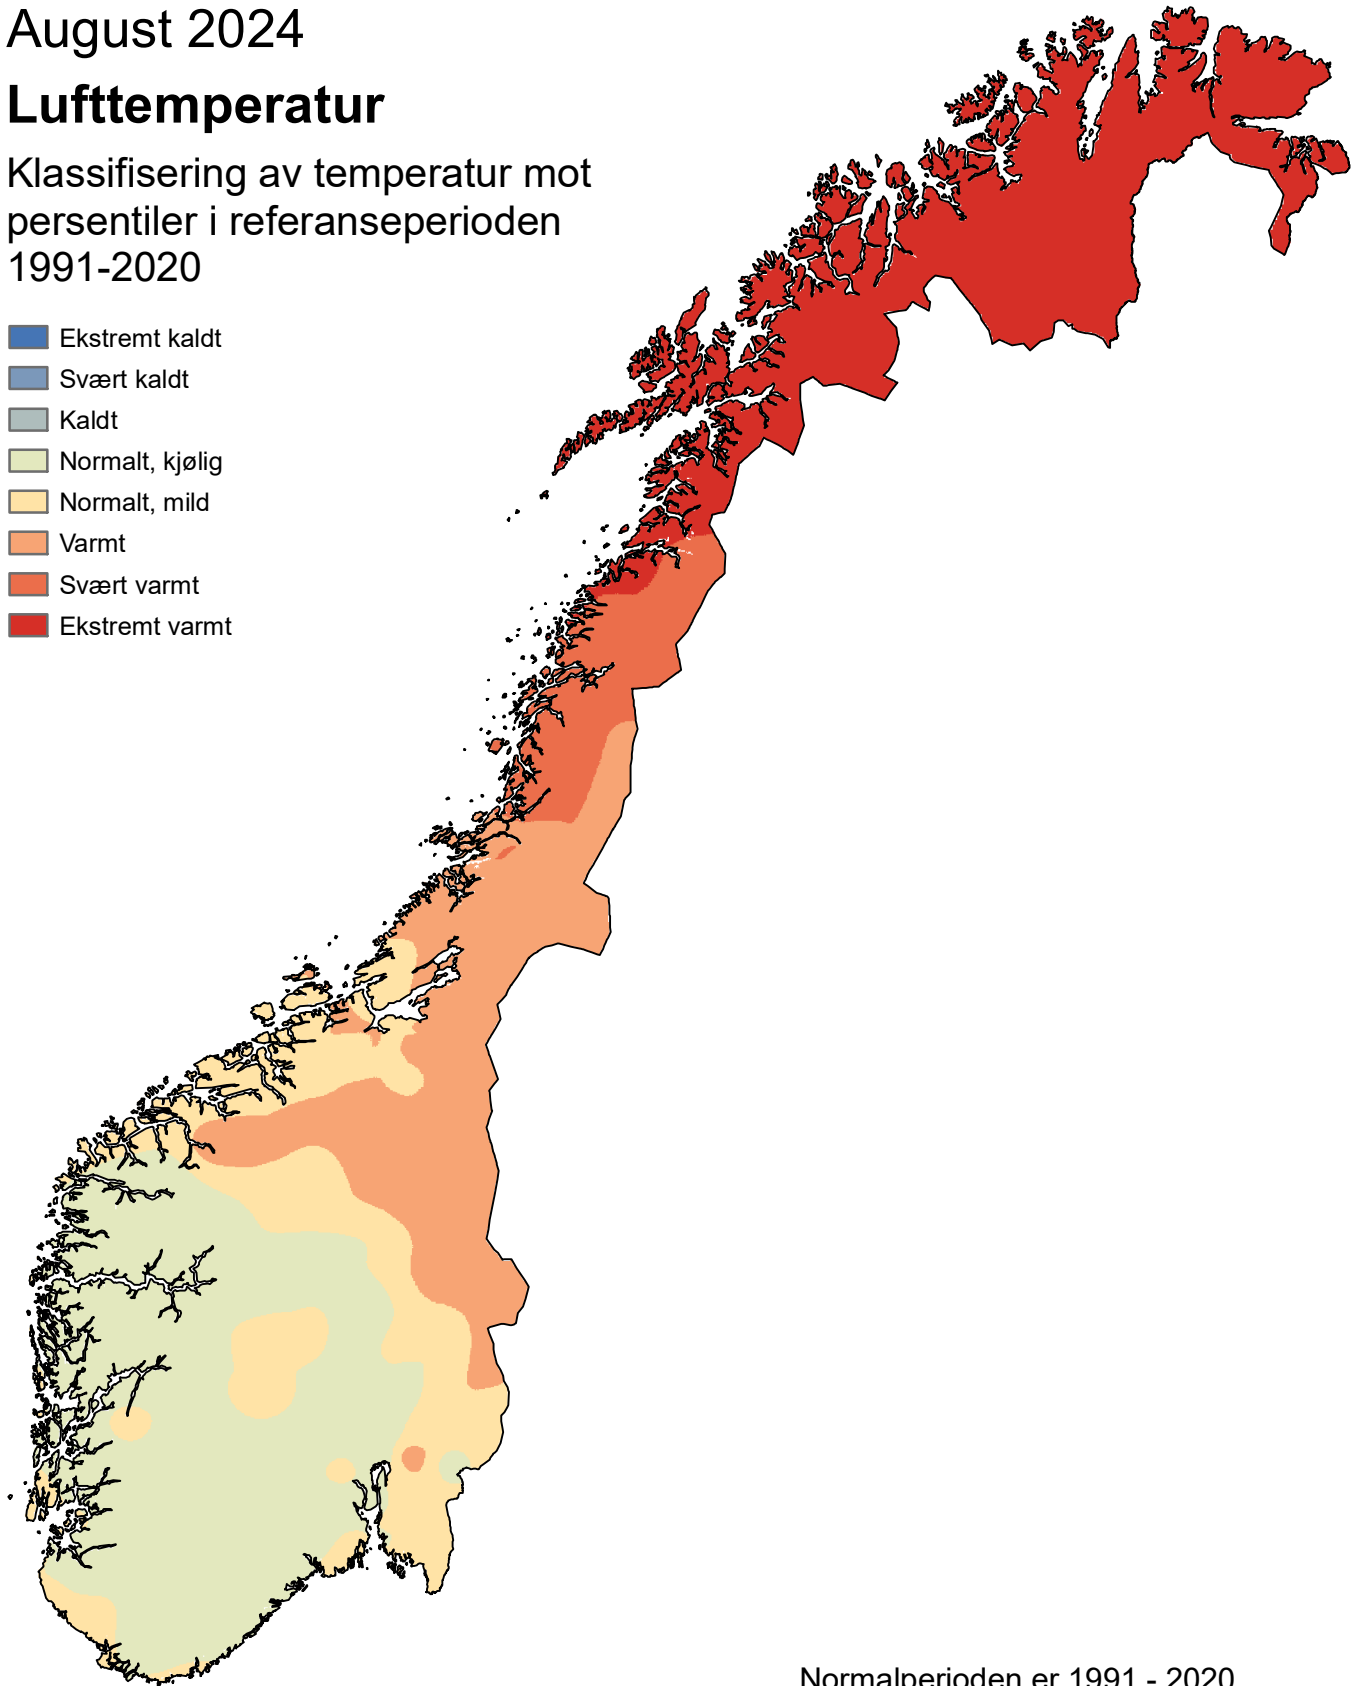 August 2024
Lufttemperatur
Klassifisering av temperatur mot
persentiler i referanseperioden
1991-2020
Ekstremt kaldt
Svært kaldt
Kaldt
Normalt, kjølig
Normalt, mild
Varmt
Svært varmt
Ekstremt varmt
Normalperioden er 1991 - 2020